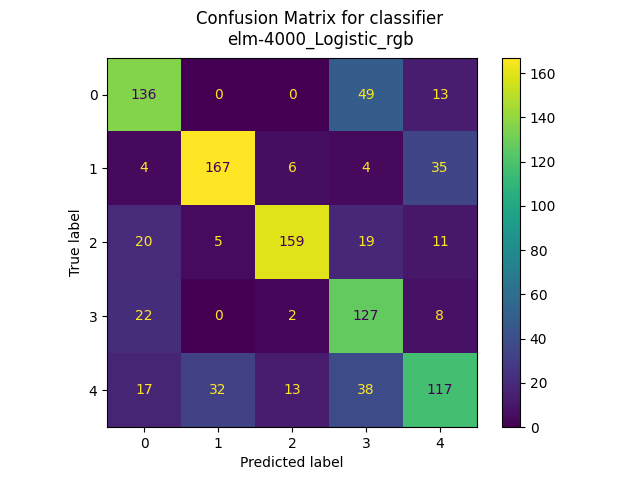 Confusion Matrix for classifier
elm-4000_Logistic_rgb
0 136 0 0 49 13
1 4 167 6 4 35
2 20 5 159 19 11
3 22 0 2 127 8
4 17 32 13 38 117
0 1 2 3 4
Predicted label
True label
160
140
120
100
80
60
40
20
0